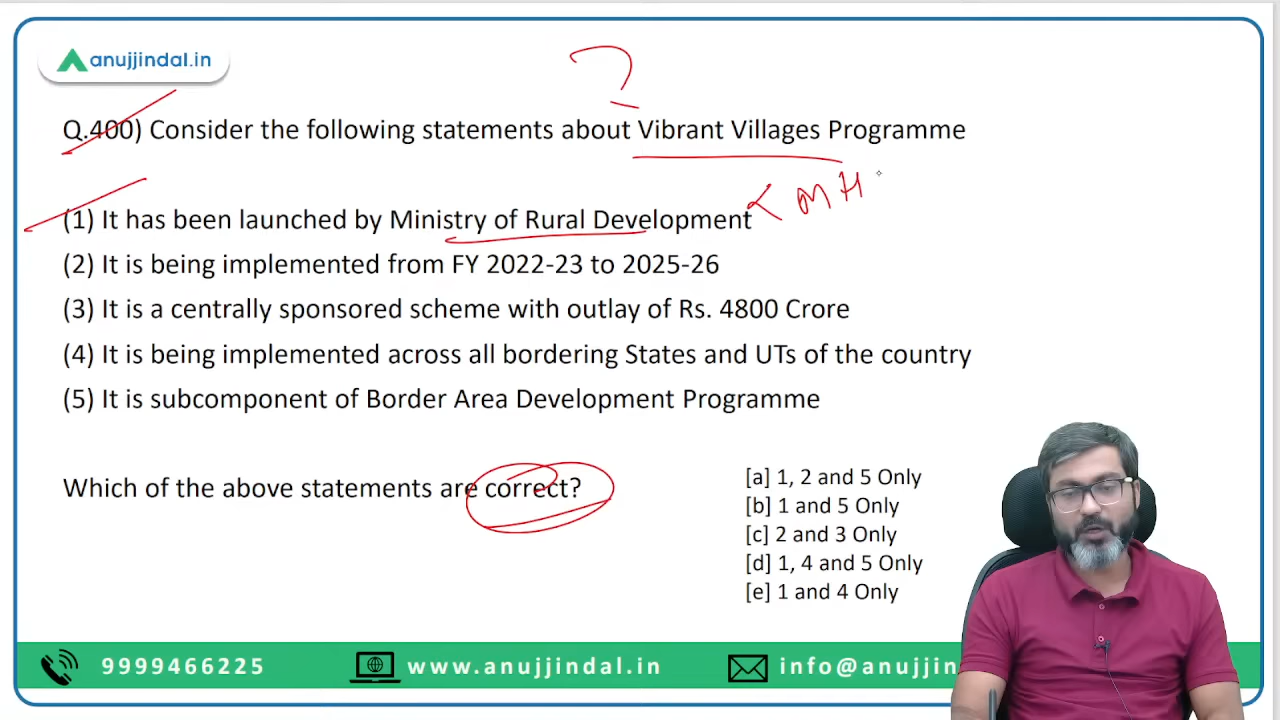 anujjindal.in
?
Q.400) Consider the following statements about Vibrant Villages Programme
(1) It has been launched by Ministry of Rural Development
< MH
(2) It is being implemented from FY 2022-23 to 2025-26
(3) It is a centrally sponsored scheme with outlay of Rs. 4800 Crore
(4) It is being implemented across all bordering States and UTs of the country
(5) It is subcomponent of Border Area Development Programme
Which of the above statements are correct?
[a] 1, 2 and 5 Only
[b] 1 and 5 Only
[c] 2 and 3 Only
[d] 1, 4 and 5 Only
[e] 1 and 4 Only
9999466225
www.anujjindal.in
info@anujjin